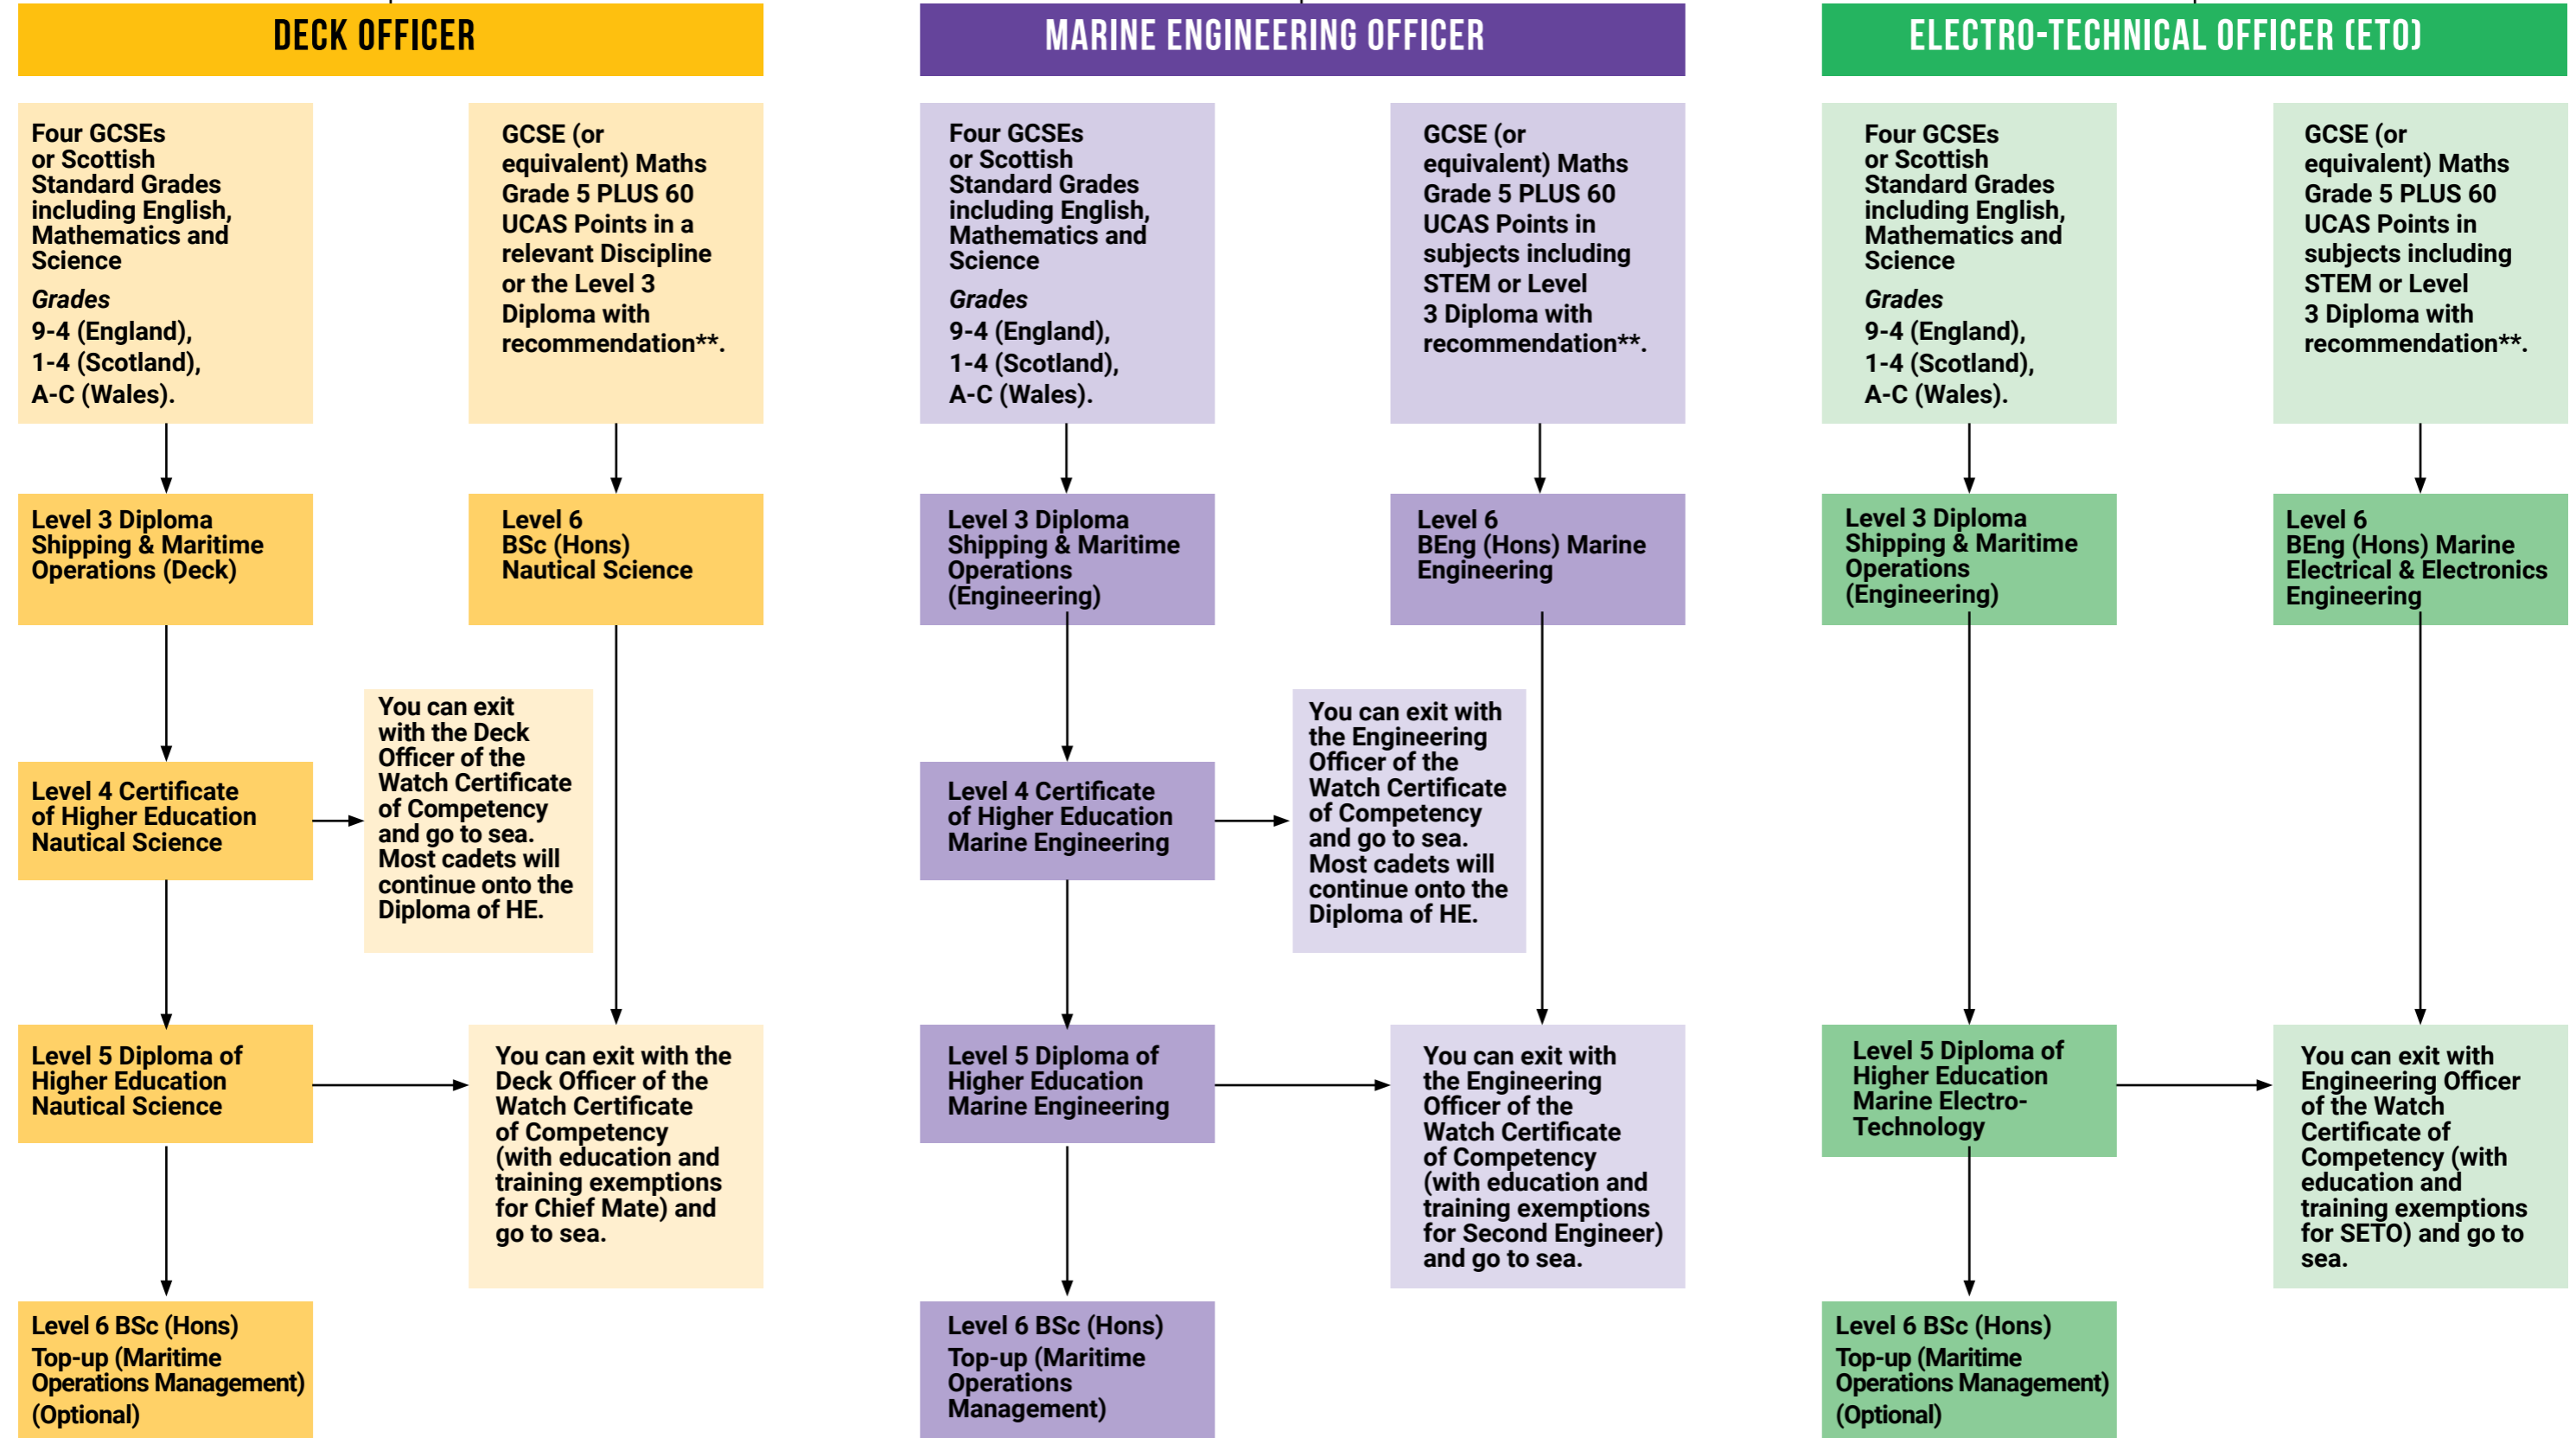 DECK OFFICER
Four GCSEs
or Scottish
Standard Grades
including English,
Mathematics and
Science
Grades
9-4 (England),
1-4 (Scotland),
A-C (Wales).
GCSE (or
equivalent) Maths
Grade 5 PLUS 60
UCAS Points in a
relevant Discipline
or the Level 3
Diploma with
recommendation**.
Level 3 Diploma
Shipping & Maritime
Operations (Deck)
Level 6
BSc (Hons)
Nautical Science
You can exit
with the Deck
Officer of the
Watch Certificate
of Competency
and go to sea.
Most cadets will
continue onto the
Diploma of HE.
Level 4 Certificate
of Higher Education
Nautical Science
Level 5 Diploma of
Higher Education
Nautical Science
You can exit with the
Deck Officer of the
Watch Certificate
of Competency
(with education and
training exemptions
for Chief Mate) and
go to sea.
Level 6 BSc (Hons)
Top-up (Maritime
Operations Management)
(Optional)
MARINE ENGINEERING OFFICER
Four GCSEs
or Scottish
Standard Grades
including English,
Mathematics and
Science
Grades
9-4 (England),
1-4 (Scotland),
A-C (Wales).
GCSE (or
equivalent) Maths
Grade 5 PLUS 60
UCAS Points in
subjects including
STEM or Level
3 Diploma with
recommendation**.
Level 3 Diploma
Shipping & Maritime
Operations
(Engineering)
Level 6
BEng (Hons) Marine
Engineering
You can exit with
the Engineering
Officer of the
Watch Certificate
of Competency
and go to sea.
Most cadets will
continue onto the
Diploma of HE.
Level 4 Certificate
of Higher Education
Marine Engineering
Level 5 Diploma of
Higher Education
Marine Engineering
You can exit with
the Engineering
Officer of the
Watch Certificate
of Competency
(with education and
training exemptions
for Second Engineer)
and go to sea.
Level 6 BSc (Hons)
Top-up (Maritime
Operations
Management)
ELECTRO-TECHNICAL OFFICER (ETO)
Four GCSEs
or Scottish
Standard Grades
including English,
Mathematics and
Science
Grades
9-4 (England),
1-4 (Scotland),
A-C (Wales).
GCSE (or
equivalent) Maths
Grade 5 PLUS 60
UCAS Points in
subjects including
STEM or Level
3 Diploma with
recommendation**.
Level 3 Diploma
Shipping & Maritime
Operations
(Engineering)
Level 6
BEng (Hons) Marine
Electrical & Electronics
Engineering
Level 5 Diploma of
Higher Education
Marine Electro-
Technology
You can exit with
Engineering Officer
of the Watch
Certificate of
Competency (with
education and
training exemptions
for SETO) and go to
sea.
Level 6 BSc (Hons)
Top-up (Maritime
Operations Management)
(Optional)